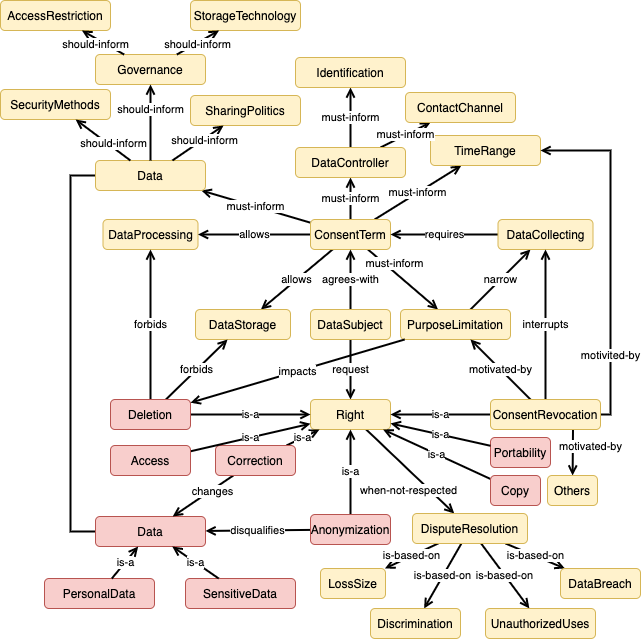 AccessRestriction
StorageTechnology
should-inform
should-inform
Governance
Identification
SecurityMethods
should-inform
SharingPolitics
ContactChannel
must-inform
should-inform
should-inform
must-inform
TimeRange
DataController
Data
must-inform
must-inform
must-inform
DataProcessing
allows
ConsentTerm
requires
DataCollecting
must-inform
allows
agrees-with
narrow
forbids
DataStorage
DataSubject
PurposeLimitation
interrupts
motivited-by
forbids
impacts
request
motivated-by
Deletion
is-a
Right
is-a
ConsentRevocation
is-a
is-a
is-a
motivated-by
Access
Correction
is-a
Portability
is-a
changes
when-not-respected
Copy
Others
Data
disqualifies
Anonymization
DisputeResolution
is-a
is-a
is-based-on
is-based-on
is-based-on
is-based-on
PersonalData
SensitiveData
LossSize
DataBreach
Discrimination
UnauthorizedUses